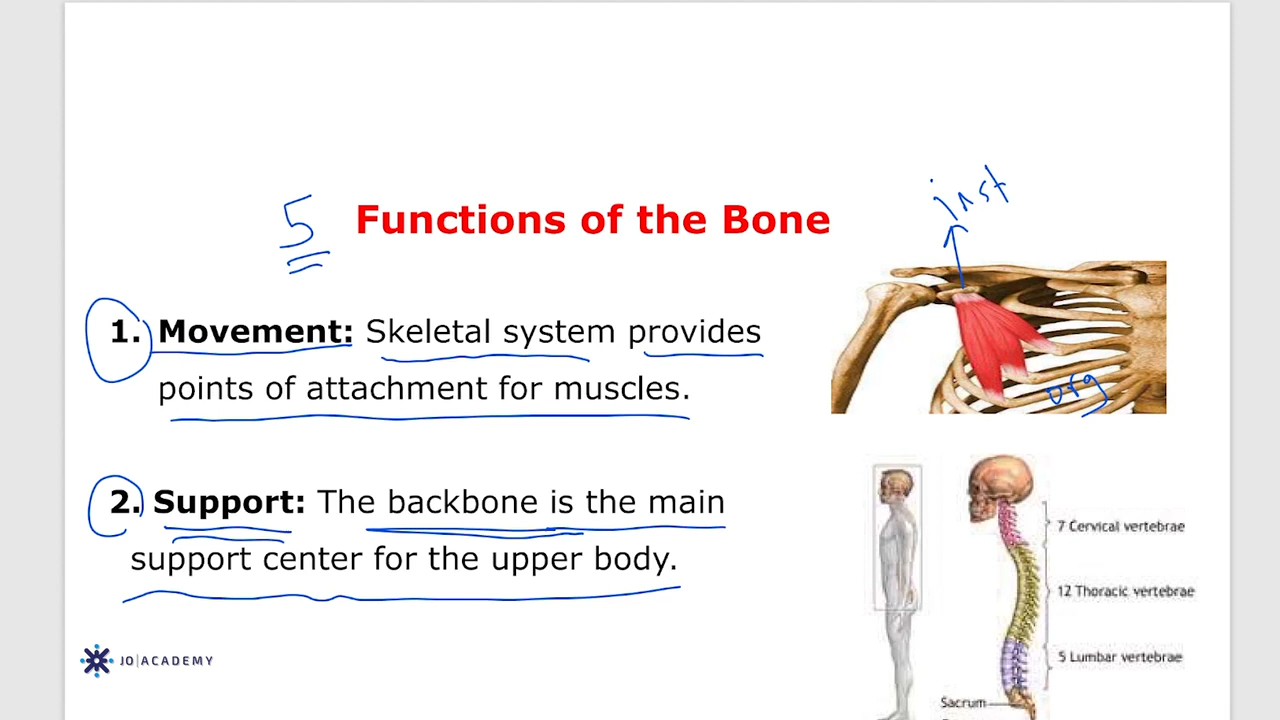 inst
5 Functions of the Bone
1. Movement: Skeletal system provides
points of attachment for muscles.
org
2. Support: The backbone is the main
support center for the upper body.
7 Cervical vertebrae
12 Thoracic vertebrae
5 Lumbar vertebrae
Sacrum
JO|ACADEMY